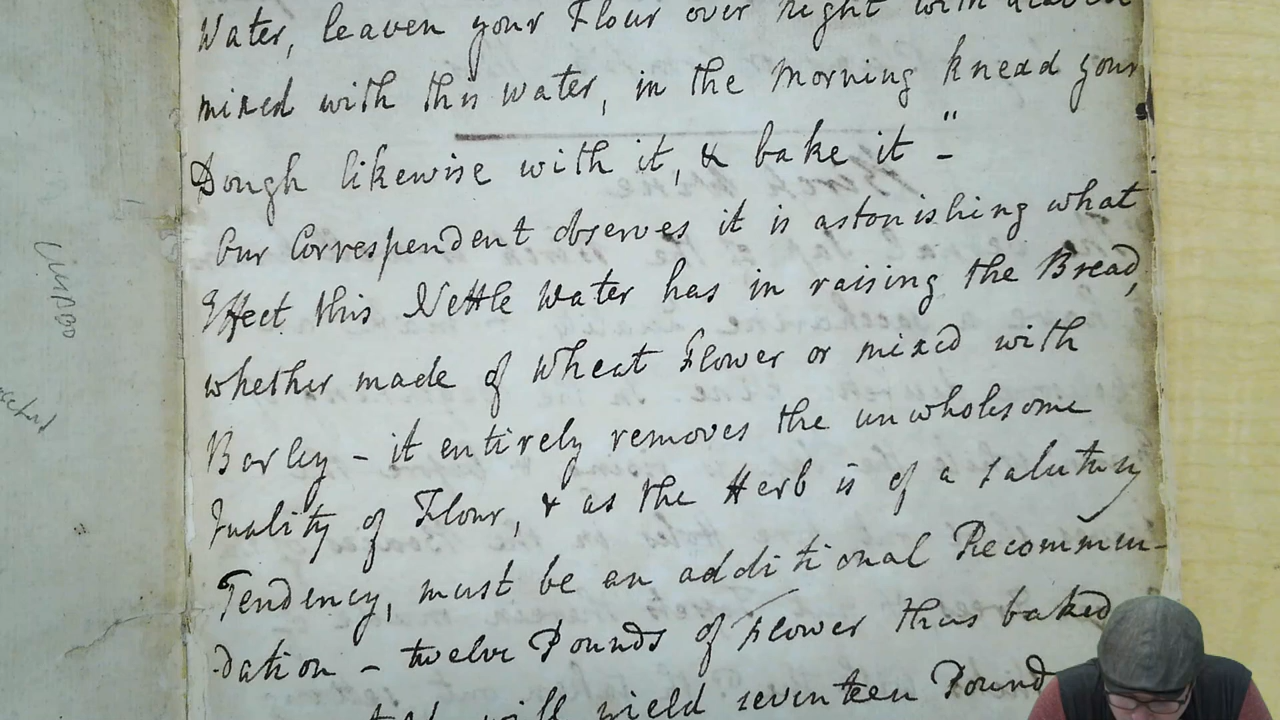 Water, leaven your Flour over night with leaven
mixed with this water, in the Morning knead your
Dough likewise with it, & bake it - "
Our Correspondent observes it is astonishing what
Effect this Nettle Water has in raising the Bread,
whether made of Wheat Flower or mixed with
Barley - it entirely removes the unwholesome
Quality of Flour, & as the Herb is of a salutary
Tendency, must be an additional Recommen-
-dation - twelve Pounds of Flower thus baked
will yield seventeen Pound